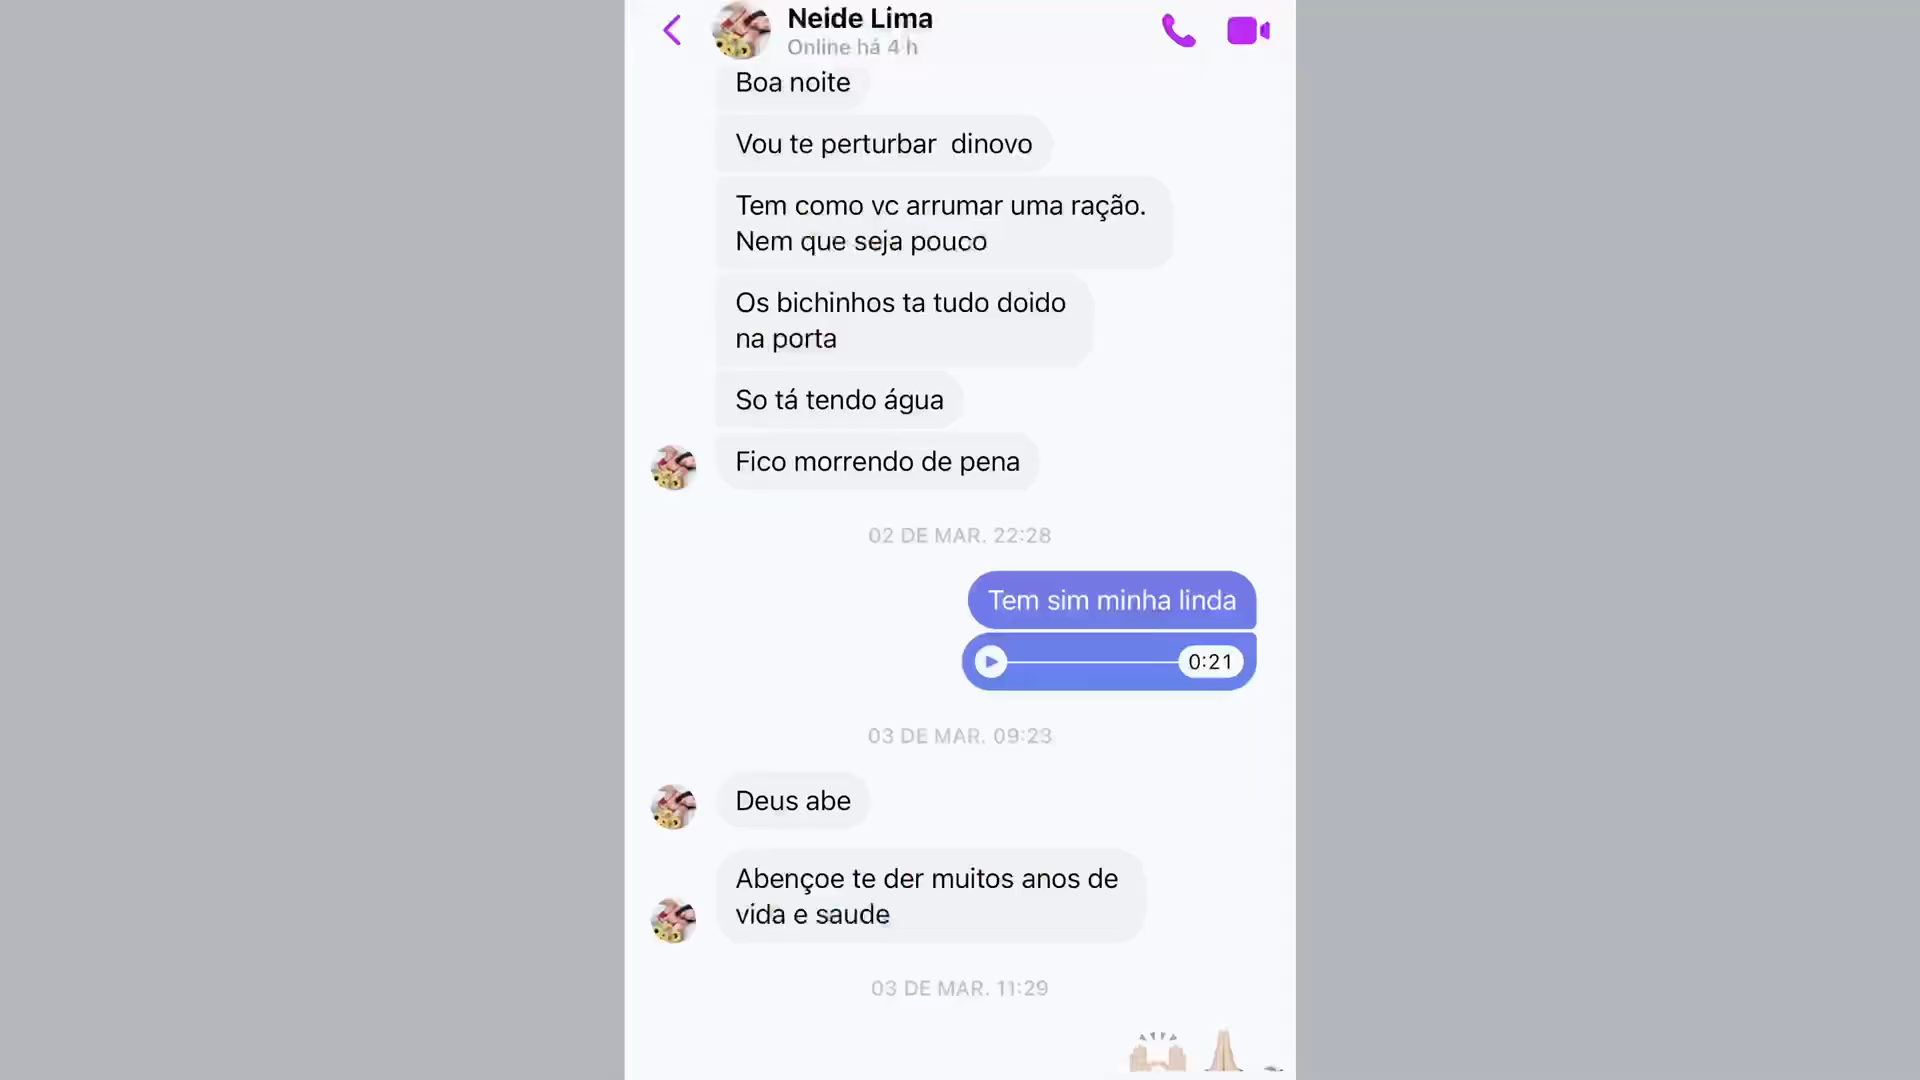 Neide Lima
Online há 4 h
Boa noite
Vou te perturbar  dinovo
Tem como vc arrumar uma ração.
Nem que seja pouco
Os bichinhos ta tudo doido
na porta
So tá tendo água
Fico morrendo de pena
02 DE MAR. 22:28
Tem sim minha linda
0:21
03 DE MAR. 09:23
Deus abe
Abençoe te der muitos anos de
vida e saude
03 DE MAR. 11:29